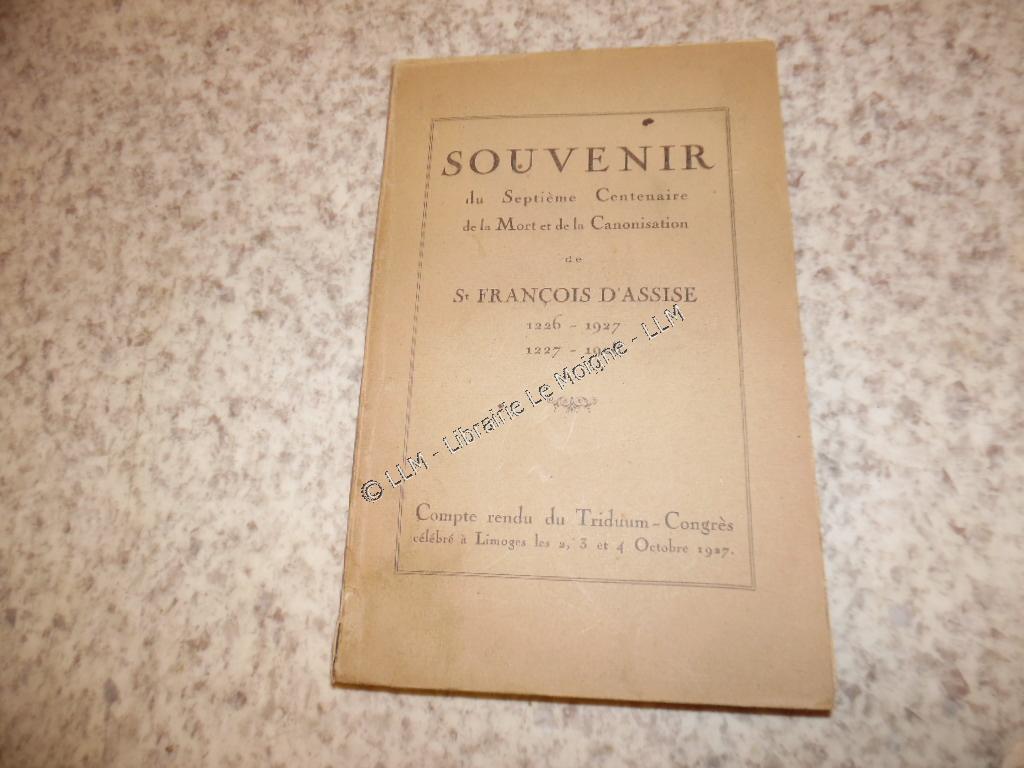 SOUVENIR
du Septième Centenaire
de la Mort et de la Canonisation
de
St FRANÇOIS D'ASSISE
1226 - 1927
1227 -
© LLM - Librairie Le Moigne - LLM
Compte rendu du Triduum-Congrès
célébré à Limoges les 2, 3 et 4 Octobre 1927.